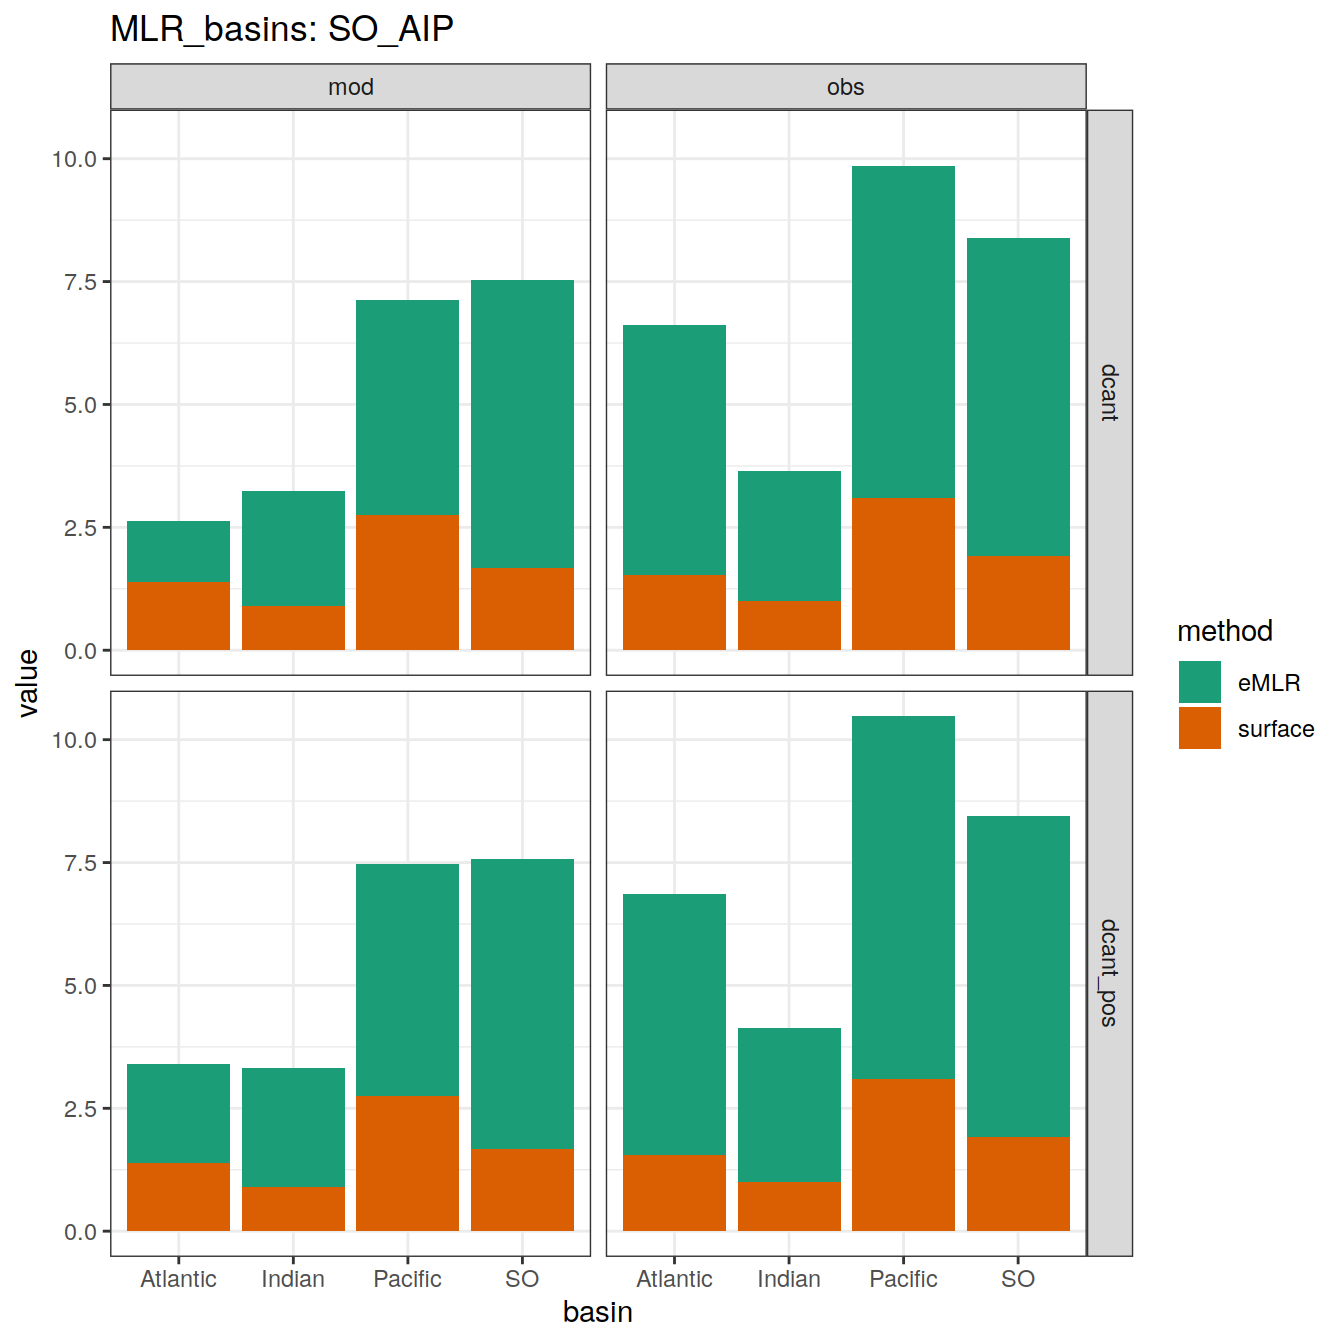 MLR_basins: SO_AIP
mod
obs
10.0
7.5
5.0
2.5
0.0
dcant
10.0
7.5
5.0
2.5
0.0
dcant_pos
value
method
eMLR
surface
Atlantic Indian Pacific SO
Atlantic Indian Pacific SO
basin